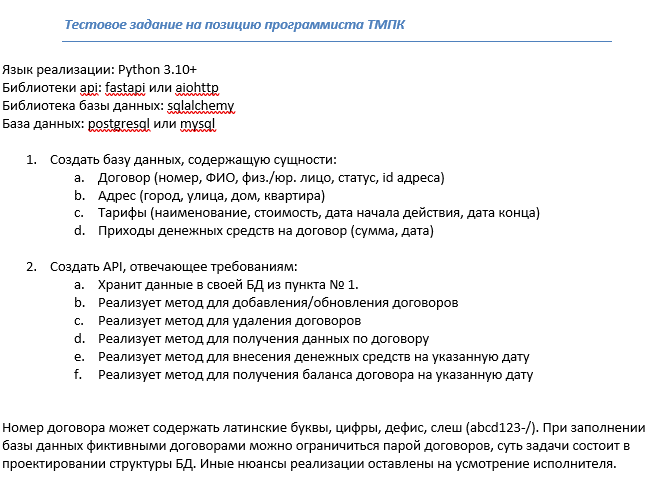 Тестовое задание на позицию программиста ТМПК
Язык реализации: Python 3.10+
Библиотеки api: fastapi или aiohttp
Библиотека базы данных: sqlalchemy
База данных: postgresql или mysql
1. Создать базу данных, содержащую сущности:
a. Договор (номер, ФИО, физ./юр. лицо, статус, id адреса)
b. Адрес (город, улица, дом, квартира)
c. Тарифы (наименование, стоимость, дата начала действия, дата конца)
d. Приходы денежных средств на договор (сумма, дата)
2. Создать API, отвечающее требованиям:
a. Хранит данные в своей БД из пункта № 1.
b. Реализует метод для добавления/обновления договоров
c. Реализует метод для удаления договоров
d. Реализует метод для получения данных по договору
e. Реализует метод для внесения денежных средств на указанную дату
f. Реализует метод для получения баланса договора на указанную дату
Номер договора может содержать латинские буквы, цифры, дефис, слеш (abcd123-/). При заполнении
базы данных фиктивными договорами можно ограничиться парой договоров, суть задачи состоит в
проектировании структуры БД. Иные нюансы реализации оставлены на усмотрение исполнителя.